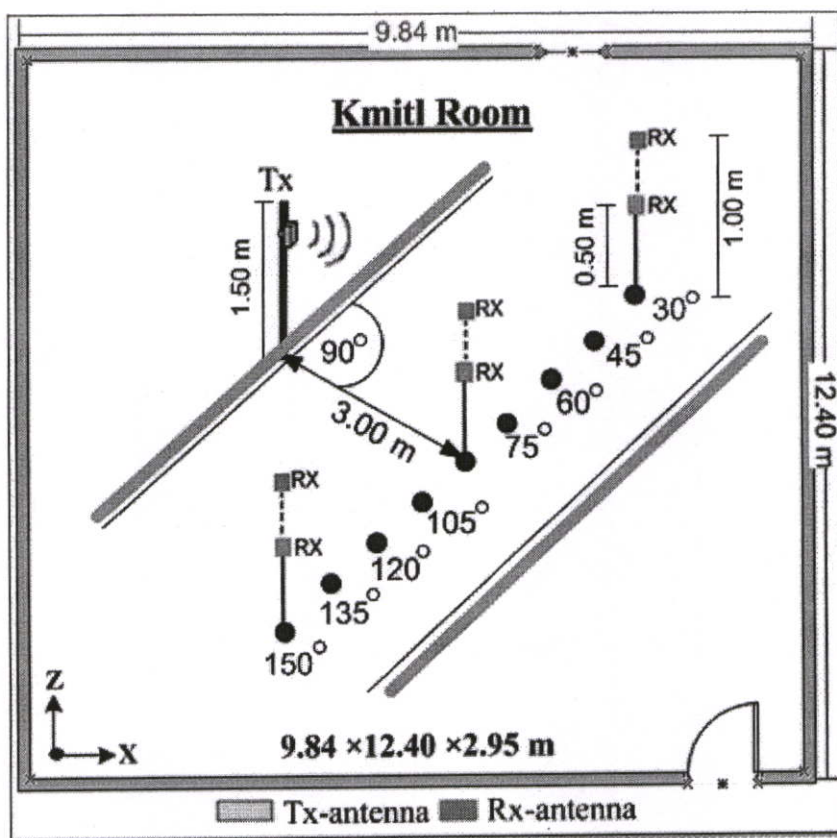 9.84 m
Kmitl Room
Tx
1.50 m
RX
RX
0.50 m
1.00 m
30°
45°
60°
75°
90°
3.00 m
RX
RX
105°
120°
135°
150°
RX
RX
12.40 m
Z
X
9.84 ×12.40 ×2.95 m
Tx-antenna Rx-antenna